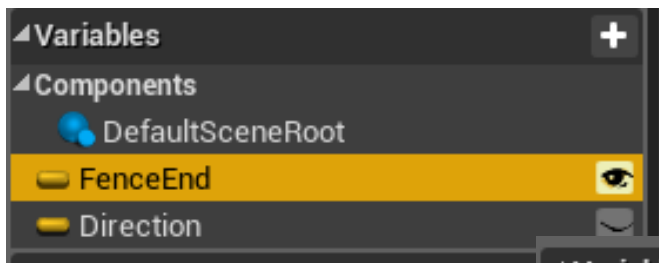 Variables
Components
DefaultSceneRoot
FenceEnd
Direction